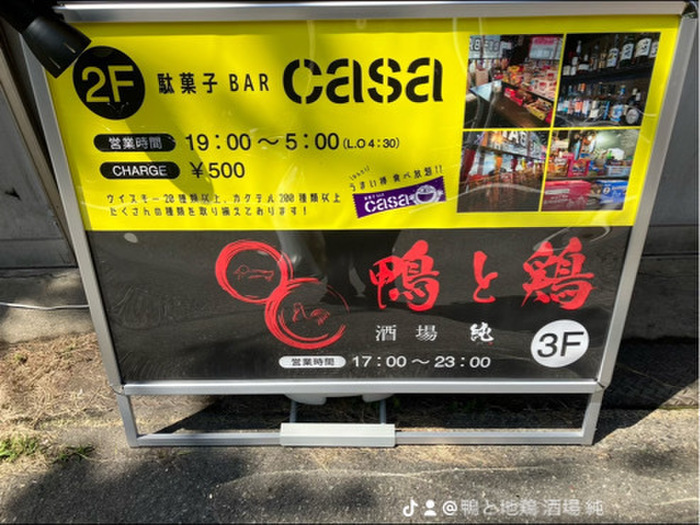 2F 駄菓子 BAR casa
営業時間 19:00～5:00(L.O 4:30)
CHARGE ¥500
うまい棒 食べ放題!!
casa
ウイスキー20種類以上、カクテル200種類以上
たくさんの種類を取り揃えております!
鴨と鶏
酒場 純
3F
営業時間 17:00～23:00
@鴨と地鶏 酒場 純